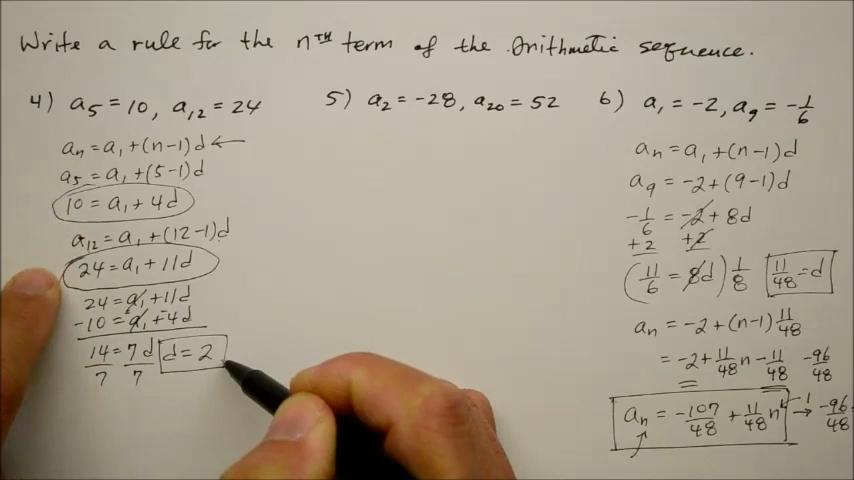 Write a rule for the nTH term of the Arithmetic sequence.
4) a5 = 10, a12 = 24
an = a1 + (n-1)d ←
a5 = a1 + (5-1)d
10 = a1 + 4d
a12 = a1 + (12-1)d
24 = a1 + 11d
24 = a1 + 11d
-10 = a1 + -4d
14/7 = 7d/7 d = 2
5) a2 = -28, a20 = 52
6) a1 = -2, a9 = -1/6
an = a1 + (n-1)d
a9 = -2 + (9-1)d
-1/6 = -2 + 8d
+2 +2
(11/6 = 8d) 1/8 11/48 = d
an = -2 + (n-1) 11/48
= -2 + 11/48 n - 11/48 -96/48
an = -107/48 + 11/48 n → -96/48